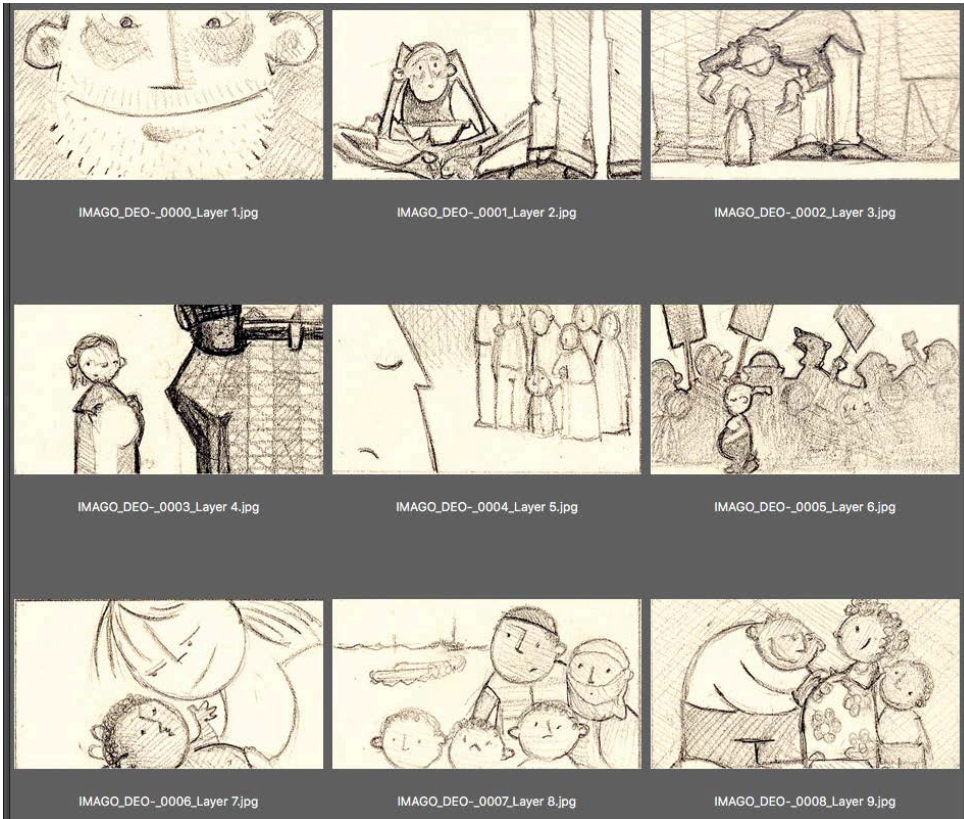 IMAGO_DEO-_0000_Layer 1.jpg
IMAGO_DEO-_0001_Layer 2.jpg
IMAGO_DEO-_0002_Layer 3.jpg
IMAGO_DEO-_0003_Layer 4.jpg
IMAGO_DEO-_0004_Layer 5.jpg
IMAGO_DEO-_0005_Layer 6.jpg
IMAGO_DEO-_0006_Layer 7.jpg
IMAGO_DEO-_0007_Layer 8.jpg
IMAGO_DEO-_0008_Layer 9.jpg